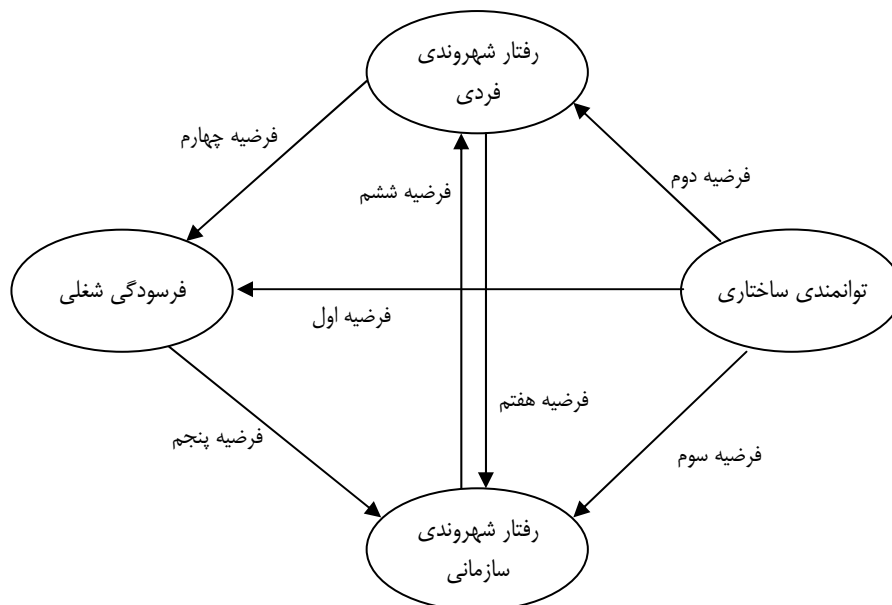 رفتار شهروندی
فردی
فرضیه چهارم
فرضیه دوم
فرضیه ششم
توانمندی ساختاری
فرسودگی شغلی
فرضیه اول
فرضیه هفتم
فرضیه پنجم
فرضیه سوم
رفتار شهروندی
سازمانی